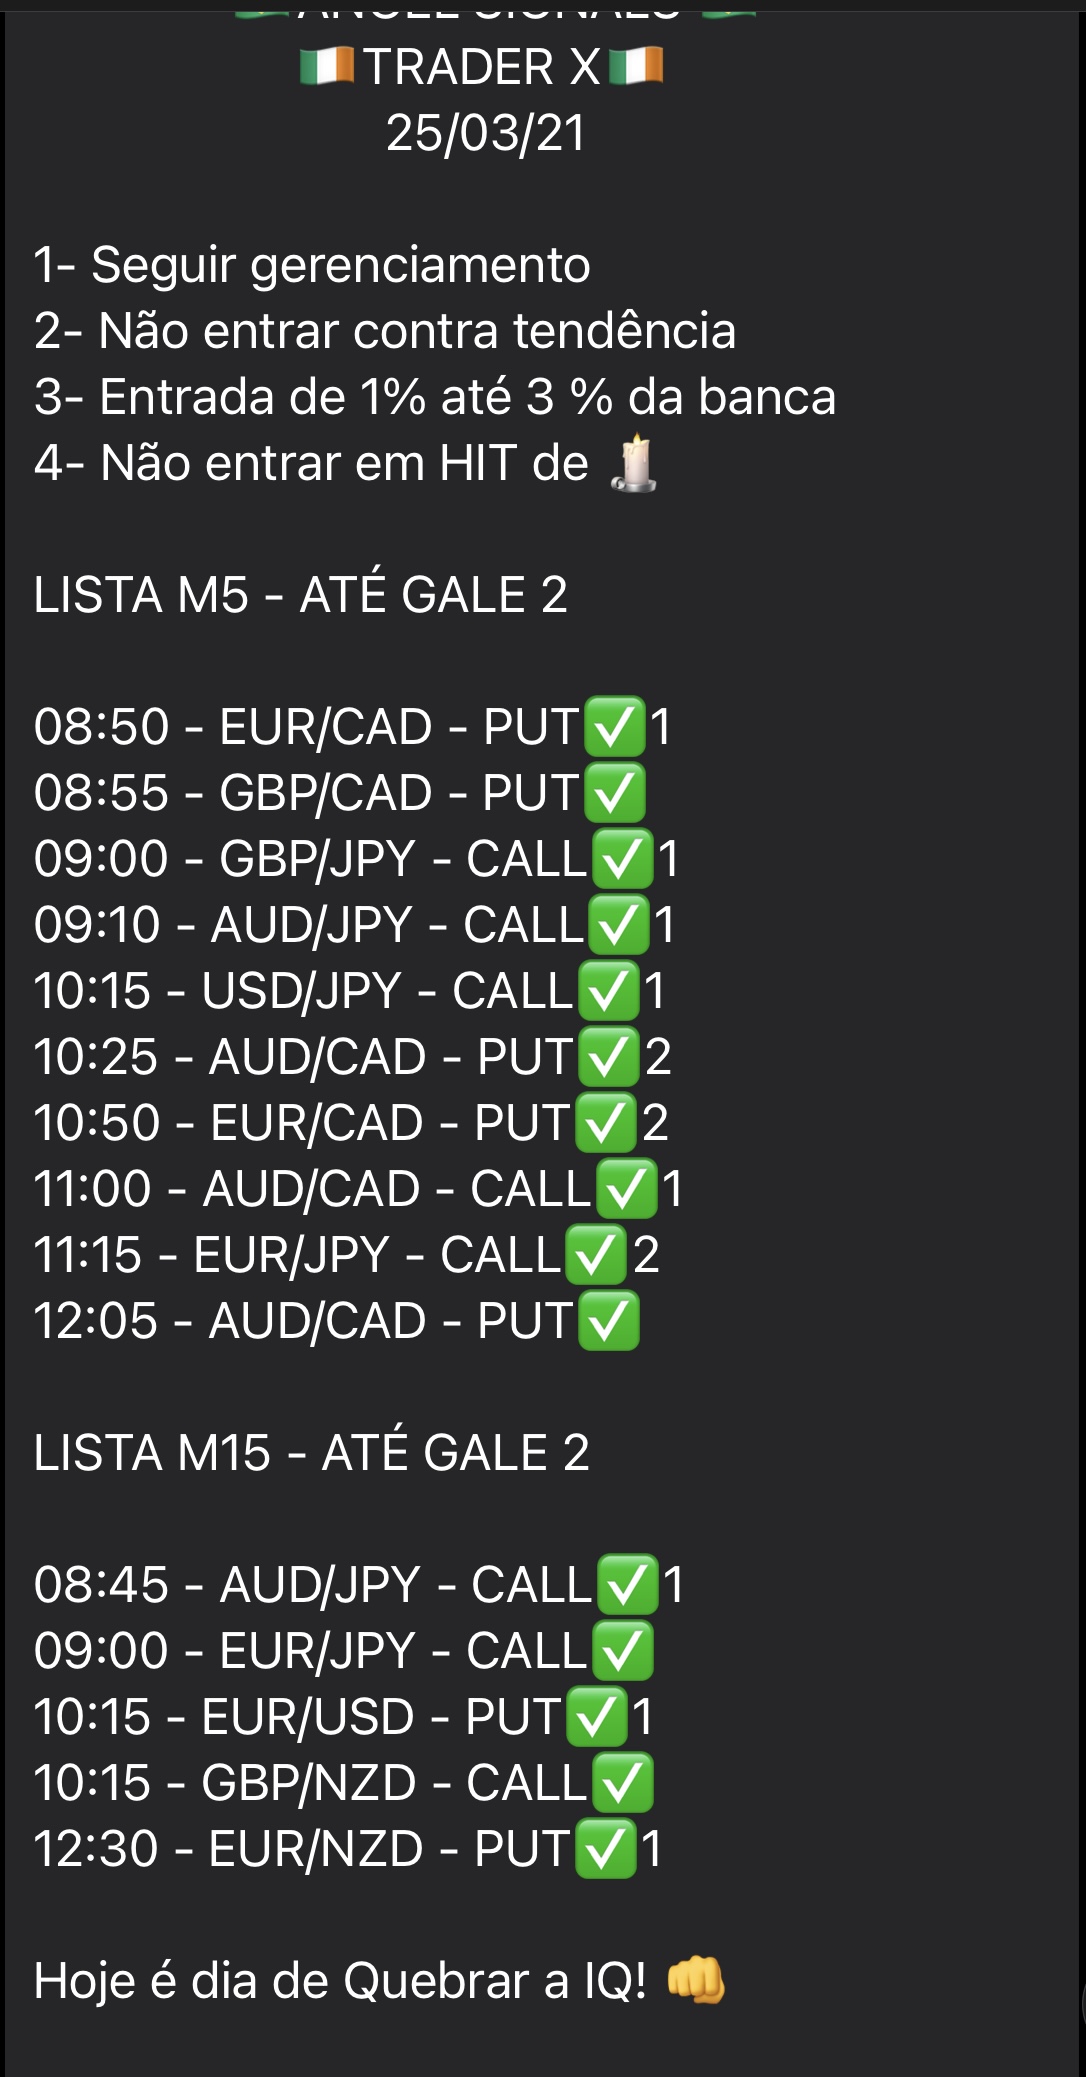 🇮🇪TRADER X🇮🇪
25/03/21
1- Seguir gerenciamento
2- Não entrar contra tendência
3- Entrada de 1% até 3 % da banca
4- Não entrar em HIT de 🕯
LISTA M5 - ATÉ GALE 2
08:50 - EUR/CAD - PUT✅1
08:55 - GBP/CAD - PUT✅
09:00 - GBP/JPY - CALL✅1
09:10 - AUD/JPY - CALL✅1
10:15 - USD/JPY - CALL✅1
10:25 - AUD/CAD - PUT✅2
10:50 - EUR/CAD - PUT✅2
11:00 - AUD/CAD - CALL✅1
11:15 - EUR/JPY - CALL✅2
12:05 - AUD/CAD - PUT✅
LISTA M15 - ATÉ GALE 2
08:45 - AUD/JPY - CALL✅1
09:00 - EUR/JPY - CALL✅
10:15 - EUR/USD - PUT✅1
10:15 - GBP/NZD - CALL✅
12:30 - EUR/NZD - PUT✅1
Hoje é dia de Quebrar a IQ! 👊